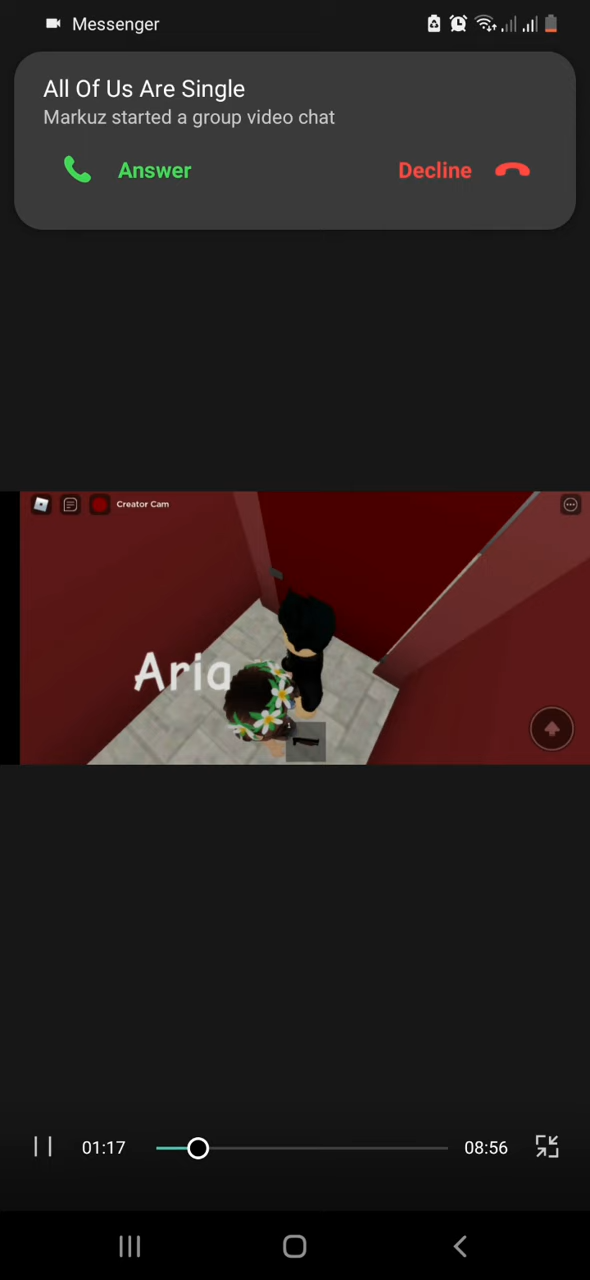 Messenger
All Of Us Are Single
Markuz started a group video chat
Answer
Decline
Creator Cam
Aria
1
01:17
08:56